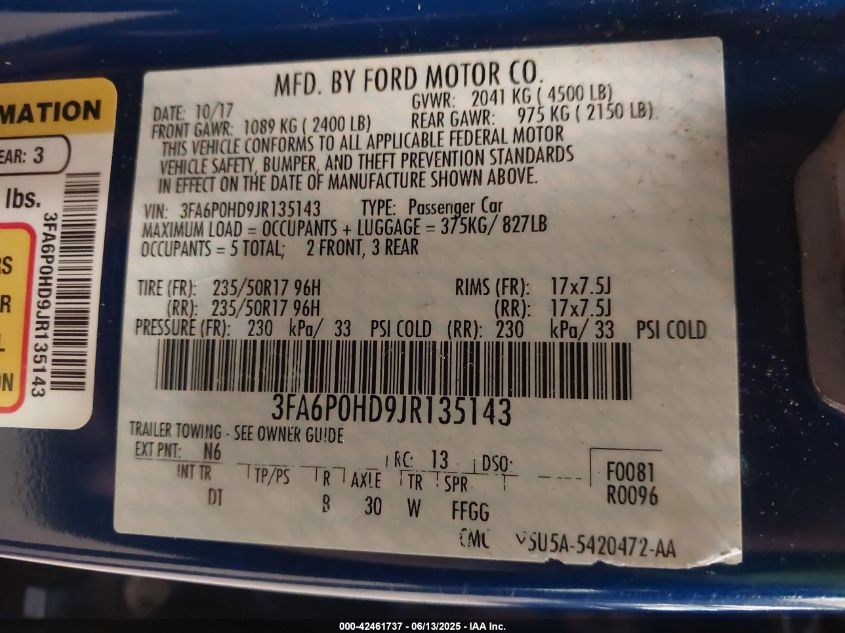 MFD. BY FORD MOTOR CO.
DATE: 10/17 GVWR: 2041 KG ( 4500 LB)
FRONT GAWR: 1089 KG ( 2400 LB) REAR GAWR: 975 KG ( 2150 LB)
THIS VEHICLE CONFORMS TO ALL APPLICABLE FEDERAL MOTOR
VEHICLE SAFETY, BUMPER, AND THEFT PREVENTION STANDARDS
IN EFFECT ON THE DATE OF MANUFACTURE SHOWN ABOVE.
VIN: 3FA6P0HD9JR135143 TYPE: Passenger Car
MAXIMUM LOAD = OCCUPANTS + LUGGAGE = 375KG/ 827LB
OCCUPANTS = 5 TOTAL; 2 FRONT, 3 REAR
TIRE (FR): 235/50R17 96H RIMS (FR): 17x7.5J
(RR): 235/50R17 96H (RR): 17x7.5J
PRESSURE (FR): 230 kPa/ 33 PSI COLD (RR): 230 kPa/ 33 PSI COLD
3FA6P0HD9JR135143
TRAILER TOWING - SEE OWNER GUIDE
EXT PNT: N6 RC: 13 DSO: F0081
INT TR TP/PS R AXLE TR SPR R0096
DT B 30 W FFGG
CMC 5U5A-5420472-AA
MATION
EAR: 3
lbs.
3FA6P0HD9JR135143
RS
R
L
ON
000-42461737 - 06/13/2025 - IAA Inc.